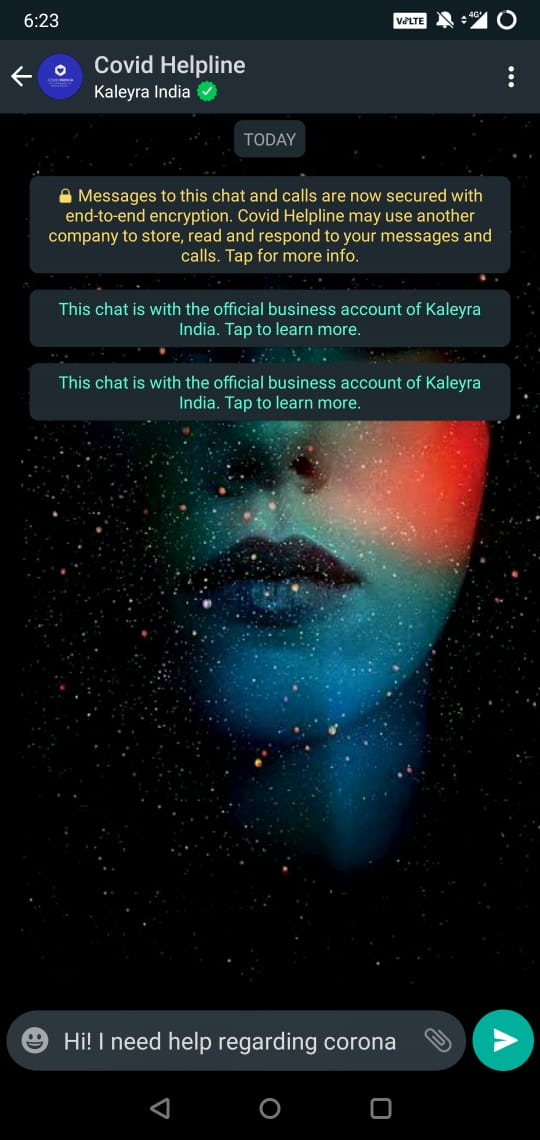 6:23
VoLTE 4G+
Covid Helpline
Kaleyra India
TODAY
Messages to this chat and calls are now secured with
end-to-end encryption. Covid Helpline may use another
company to store, read and respond to your messages and
calls. Tap for more info.
This chat is with the official business account of Kaleyra
India. Tap to learn more.
This chat is with the official business account of Kaleyra
India. Tap to learn more.
Hi! I need help regarding corona